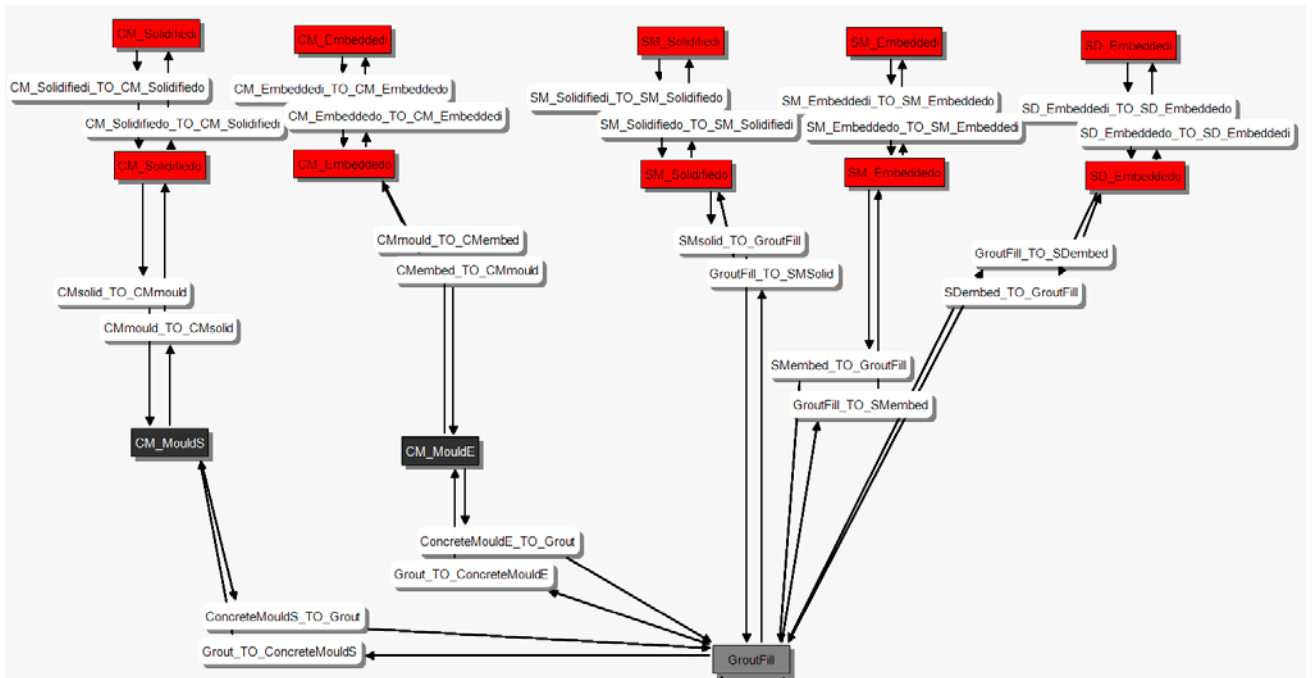 CM_Solidifiedi
CM_Embeddedi
SM_Solidifiedi
SM_Embeddedi
SD_Embeddedi
CM_Solidifiedi_TO_CM_Solidifiedo
CM_Embeddedi_TO_CM_Embeddedo
SM_Solidifiedi_TO_SM_Solidifiedo
SM_Embeddedi_TO_SM_Embeddedo
SD_Embeddedi_TO_SD_Embeddedo
CM_Solidifiedo_TO_CM_Solidifiedi
CM_Embeddedo_TO_CM_Embeddedi
SM_Solidifiedo_TO_SM_Solidifiedi
SM_Embeddedo_TO_SM_Embeddedi
SD_Embeddedo_TO_SD_Embeddedi
CM_Solidifiedo
CM_Embeddedo
SM_Solidifiedo
SM_Embeddedo
SD_Embeddedo
CMmould_TO_CMembed
SMsolid_TO_GroutFill
GroutFill_TO_SDembed
CMembed_TO_CMmould
GroutFill_TO_SMSolid
CMsolid_TO_CMmould
SDembed_TO_GroutFill
CMmould_TO_CMsolid
SMembed_TO_GroutFill
GroutFill_TO_SMembed
CM_MouldS
CM_MouldE
ConcreteMouldE_TO_Grout
Grout_TO_ConcreteMouldE
ConcreteMouldS_TO_Grout
Grout_TO_ConcreteMouldS
GroutFill